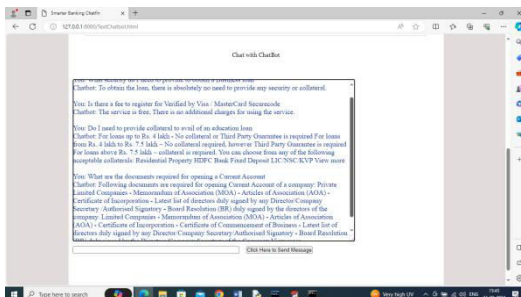 Smarter Banking ChatBot
127.0.0.1:8000/TextChatbot.html
Chat with ChatBot
Chatbot: To obtain the loan, there is absolutely no need to provide any security or collateral.
You: Is there a fee to register for Verified by Visa / MasterCard Securecode
Chatbot: The service is free. There is no additional charges for using the service.
You: Do I need to provide collateral to avail of an education loan
Chatbot: For loans up to Rs. 4 lakh - No collateral or Third Party Guarantee is required For loans
from Rs. 4 lakh to Rs. 7.5 lakh – No collateral required, however Third Party Guarantee is required
For loans above Rs. 7.5 lakh – collateral is required. You can choose from any of the following
acceptable collaterals: Residential Property HDFC Bank Fixed Deposit LIC/NSC/KVP View more
You: What are the documents required for opening a Current Account
Chatbot: Following documents are required for opening Current Account of a company: Private
Limited Companies - Memorandum of Association (MOA) - Articles of Association (AOA) -
Certificate of Incorporation - Latest list of directors duly signed by any Director/Company
Secretary /Authorised Signatory - Board Resolution (BR) duly signed by the directors of the
company. Limited Companies - Memorandum of Association (MOA) - Articles of Association
(AOA) - Certificate of Incorporation - Certificate of Commencement of Business - Latest list of
directors duly signed by any Director/Company Secretary/Authorised Signatory - Board Resolution
Click Here to Send Message
Type here to search
Very high UV
ENG